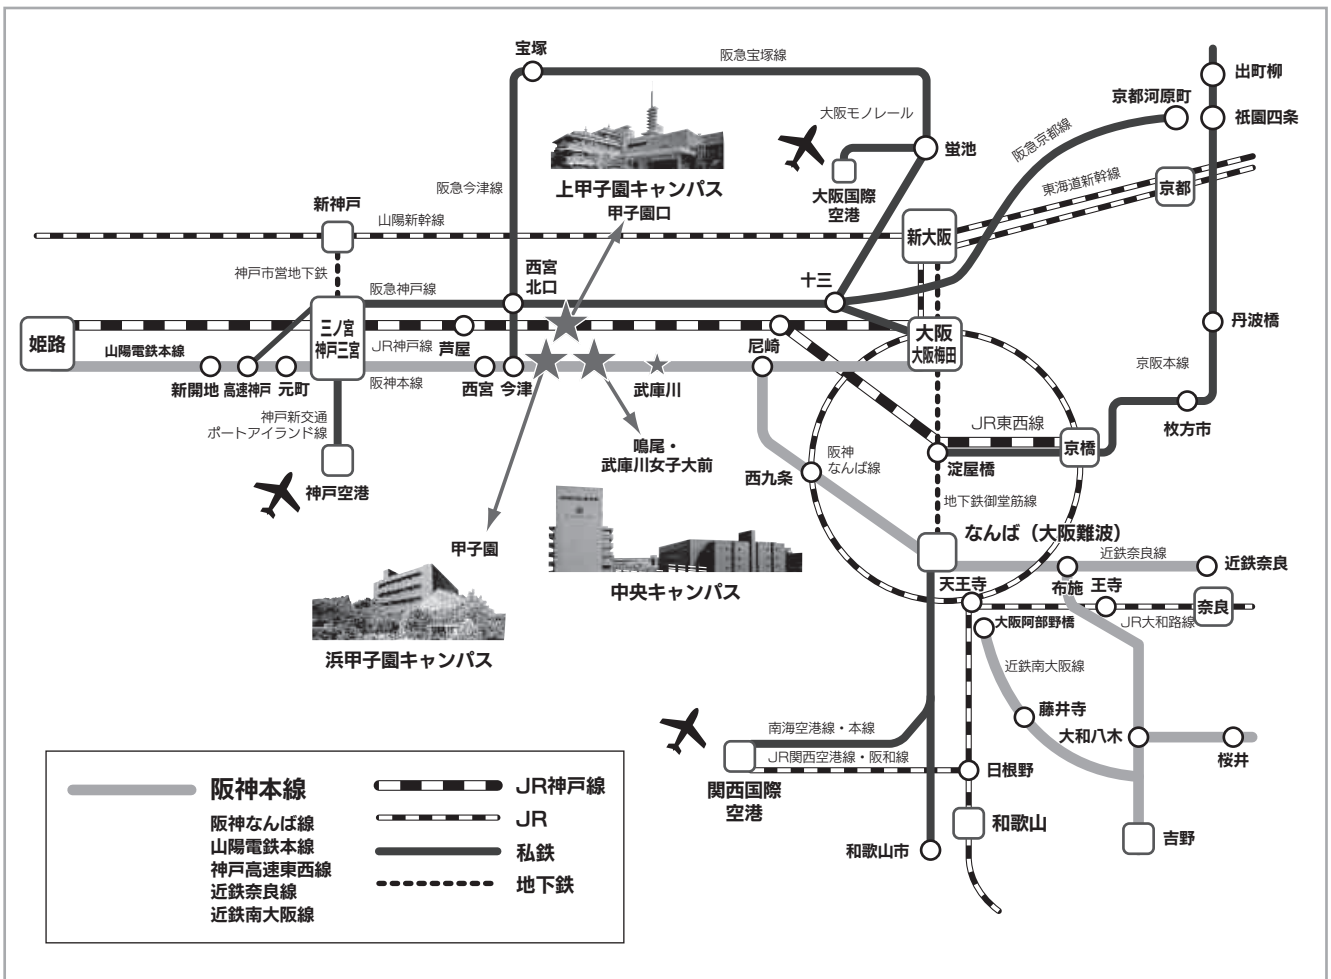 宝塚
阪急宝塚線
出町柳
京都河原町
祇園四条
大阪モノレール
蛍池
阪急京都線
東海道新幹線
京都
大阪国際
空港
上甲子園キャンパス
甲子園口
阪急今津線
新神戸
山陽新幹線
新大阪
神戸市営地下鉄
阪急神戸線
西宮
北口
十三
姫路
山陽電鉄本線
三ノ宮
神戸三宮
JR神戸線
芦屋
尼崎
大阪
大阪梅田
丹波橋
新開地
高速神戸
元町
阪神本線
西宮
今津
武庫川
京阪本線
神戸新交通
ポートアイランド線
鳴尾・
武庫川女子大前
JR東西線
京橋
枚方市
阪神
なんば線
西九条
淀屋橋
地下鉄御堂筋線
神戸空港
甲子園
中央キャンパス
なんば（大阪難波）
近鉄奈良線
近鉄奈良
天王寺
布施
王寺
奈良
JR大和路線
大阪阿部野橋
浜甲子園キャンパス
近鉄南大阪線
藤井寺
大和八木
桜井
南海空港線・本線
JR関西空港線・阪和線
関西国際
空港
日根野
和歌山
和歌山市
吉野
阪神本線
阪神なんば線
山陽電鉄本線
神戸高速東西線
近鉄奈良線
近鉄南大阪線
JR神戸線
JR
私鉄
地下鉄